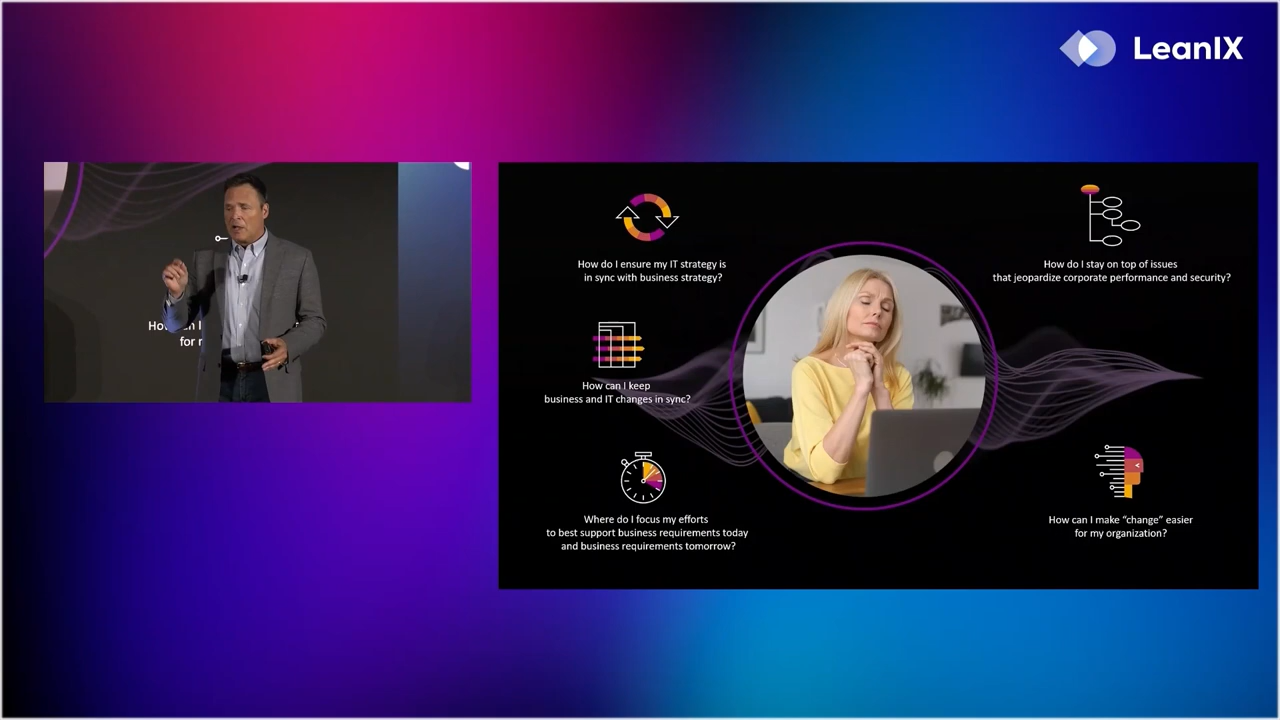 LeanIX
How can I
for r
How do I ensure my IT strategy is
in sync with business strategy?
How do I stay on top of issues
that jeopardize corporate performance and security?
How can I keep
business and IT changes in sync?
Where do I focus my efforts
to best support business requirements today
and business requirements tomorrow?
How can I make “change” easier
for my organization?